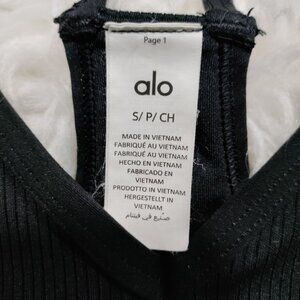 Page 1
alo
S/ P/ CH
MADE IN VIETNAM
FABRIQUÉ AU VIETNAM
FABRIQUÉ AU VIETNAM
HECHO EN VIETNAM
FABRICADO EN
VIETNAM
PRODOTTO IN VIETNAM
HERGESTELLT IN
VIETNAM
صنع في فيتنام